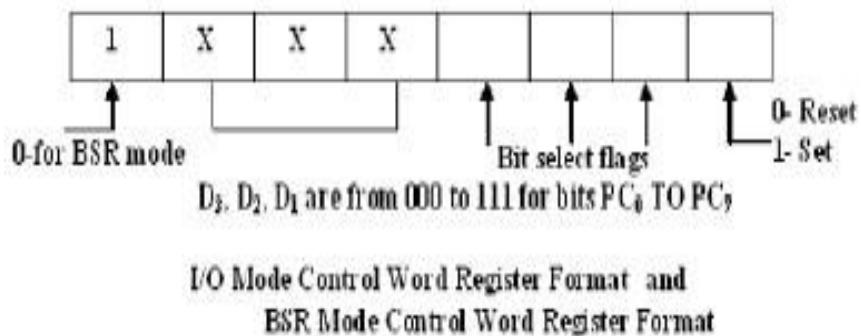 1 X X X
0- Reset
0-for BSR mode Bit select flags 1- Set
D₃, D₂, D₁ are from 000 to 111 for bits PC₀ TO PC₇
I/O Mode Control Word Register Format and
BSR Mode Control Word Register Format